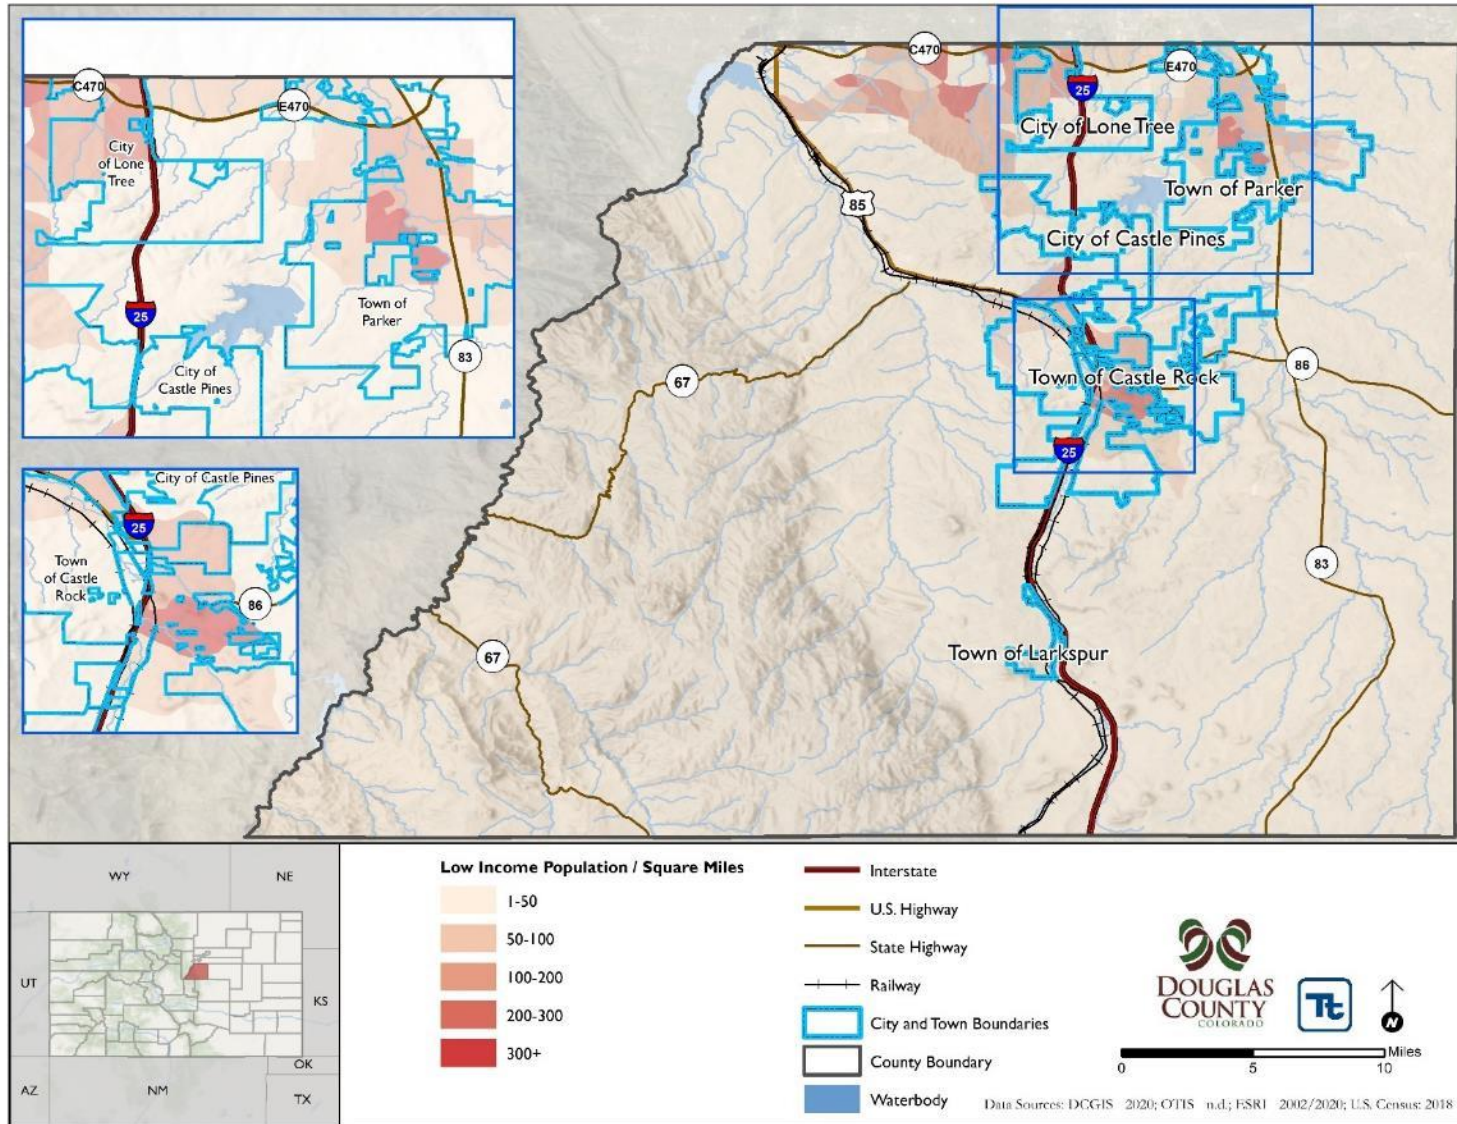 C470
E470
25
City
of Lone
Tree
Town of
Parker
25
City of
Castle Pines
83
City of Castle Pines
25
Town
of Castle
Rock
86
C470
E470
25
City of Lone Tree
Town of Parker
85
City of Castle Pines
67
Town of Castle Rock
86
25
83
67
Town of Larkspur
WY
NE
UT
KS
OK
AZ
NM
TX
Low Income Population / Square Miles
1-50
50-100
100-200
200-300
300+
Interstate
U.S. Highway
State Highway
Railway
City and Town Boundaries
County Boundary
Waterbody
DOUGLAS
COUNTY
COLORADO
Tt
N
Miles
0 5 10
Data Sources: DCGIS 2020; OTIS n.d.; ESRI 2002/2020; U.S. Census: 2018